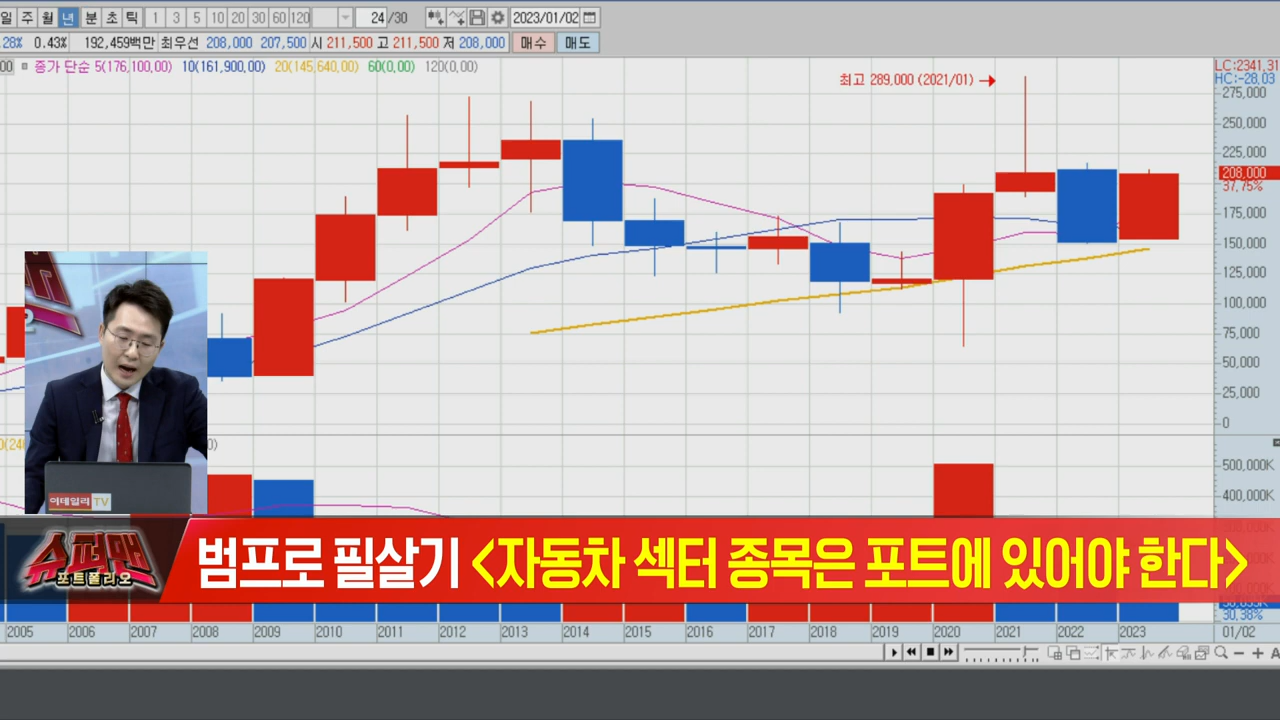 일 주 월 년 분 초 틱 1 3 5 10 20 30 60 120 24 /30 2023/01/02
.28% 0.43% 192,459백만 최우선 208,000 207,500 시 211,500 고 211,500 저 208,000 매수 매도
00 종가 단순 5(176,100,00) 10(161,900,00) 20(145,640,00) 60(0,00) 120(0,00)
LC:2341,31
HC:-28,03
최고 289,000 (2021/01)
275,000
250,000
225,000
208,000
37,75%
175,000
150,000
125,000
100,000
75,000
50,000
25,000
0
500,000K
400,000K
이데일리 TV
슈퍼맨
포트폴리오
범프로 필살기 <자동차 섹터 종목은 포트에 있어야 한다>
30,38%
2005 2006 2007 2008 2009 2010 2011 2012 2013 2014 2015 2016 2017 2018 2019 2020 2021 2022 2023 01/02